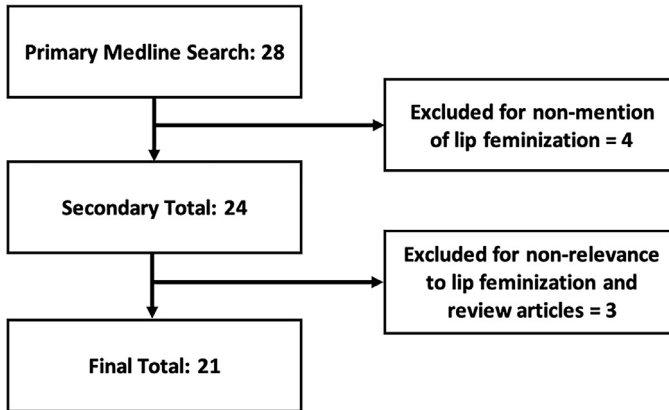 Primary Medline Search: 28
Excluded for non-mention
of lip feminization = 4
Secondary Total: 24
Excluded for non-relevance
to lip feminization and
review articles = 3
Final Total: 21